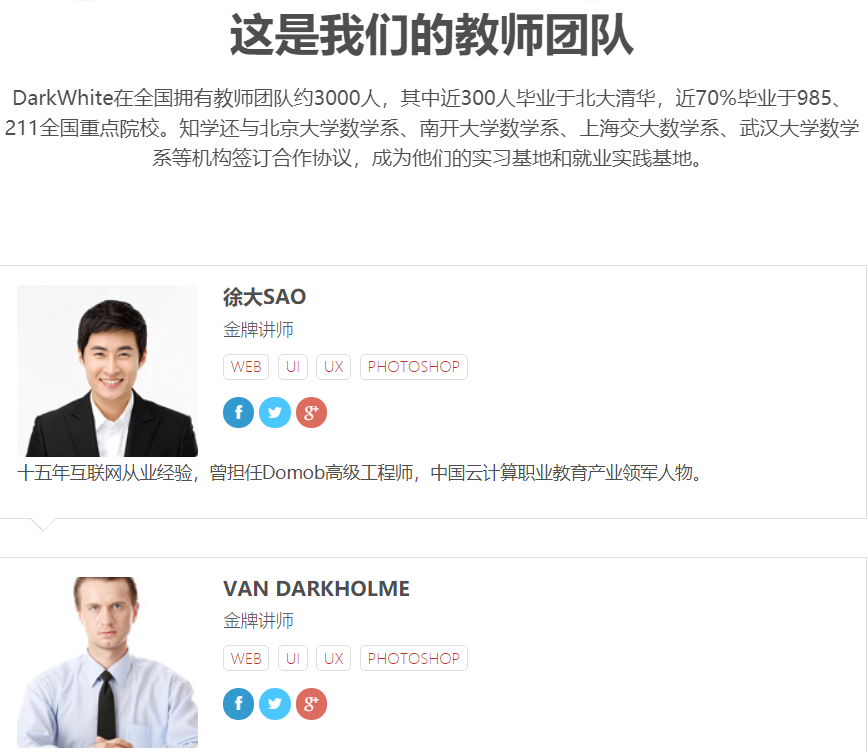 这是我们的教师团队
DarkWhite在全国拥有教师团队约3000人，其中近300人毕业于北大清华，近70%毕业于985、
211全国重点院校。知学还与北京大学数学系、南开大学数学系、上海交大数学系、武汉大学数学
系等机构签订合作协议，成为他们的实习基地和就业实践基地。
徐大SAO
金牌讲师
WEB UI UX PHOTOSHOP
f g+
十五年互联网从业经验，曾担任Domob高级工程师，中国云计算职业教育产业领军人物。
VAN DARKHOLME
金牌讲师
WEB UI UX PHOTOSHOP
f g+